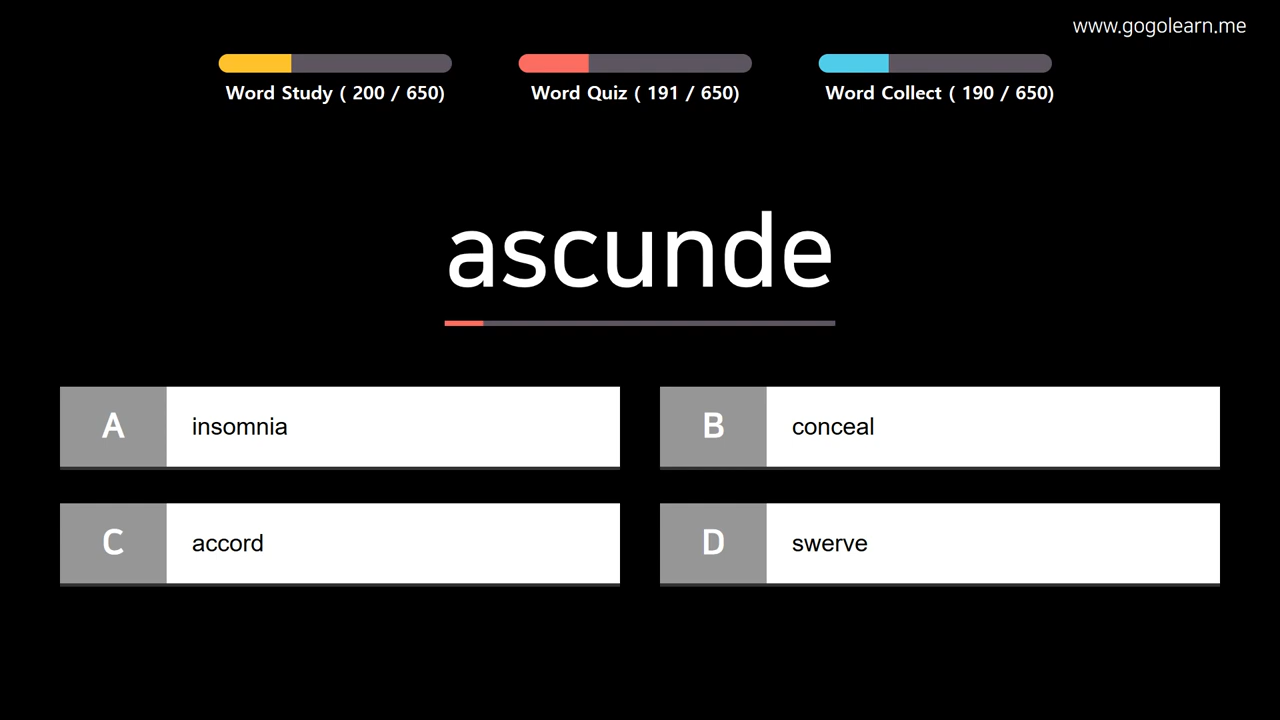 www.gogolearn.me
Word Study ( 200 / 650)
Word Quiz ( 191 / 650)
Word Collect ( 190 / 650)
ascunde
A insomnia
B conceal
C accord
D swerve